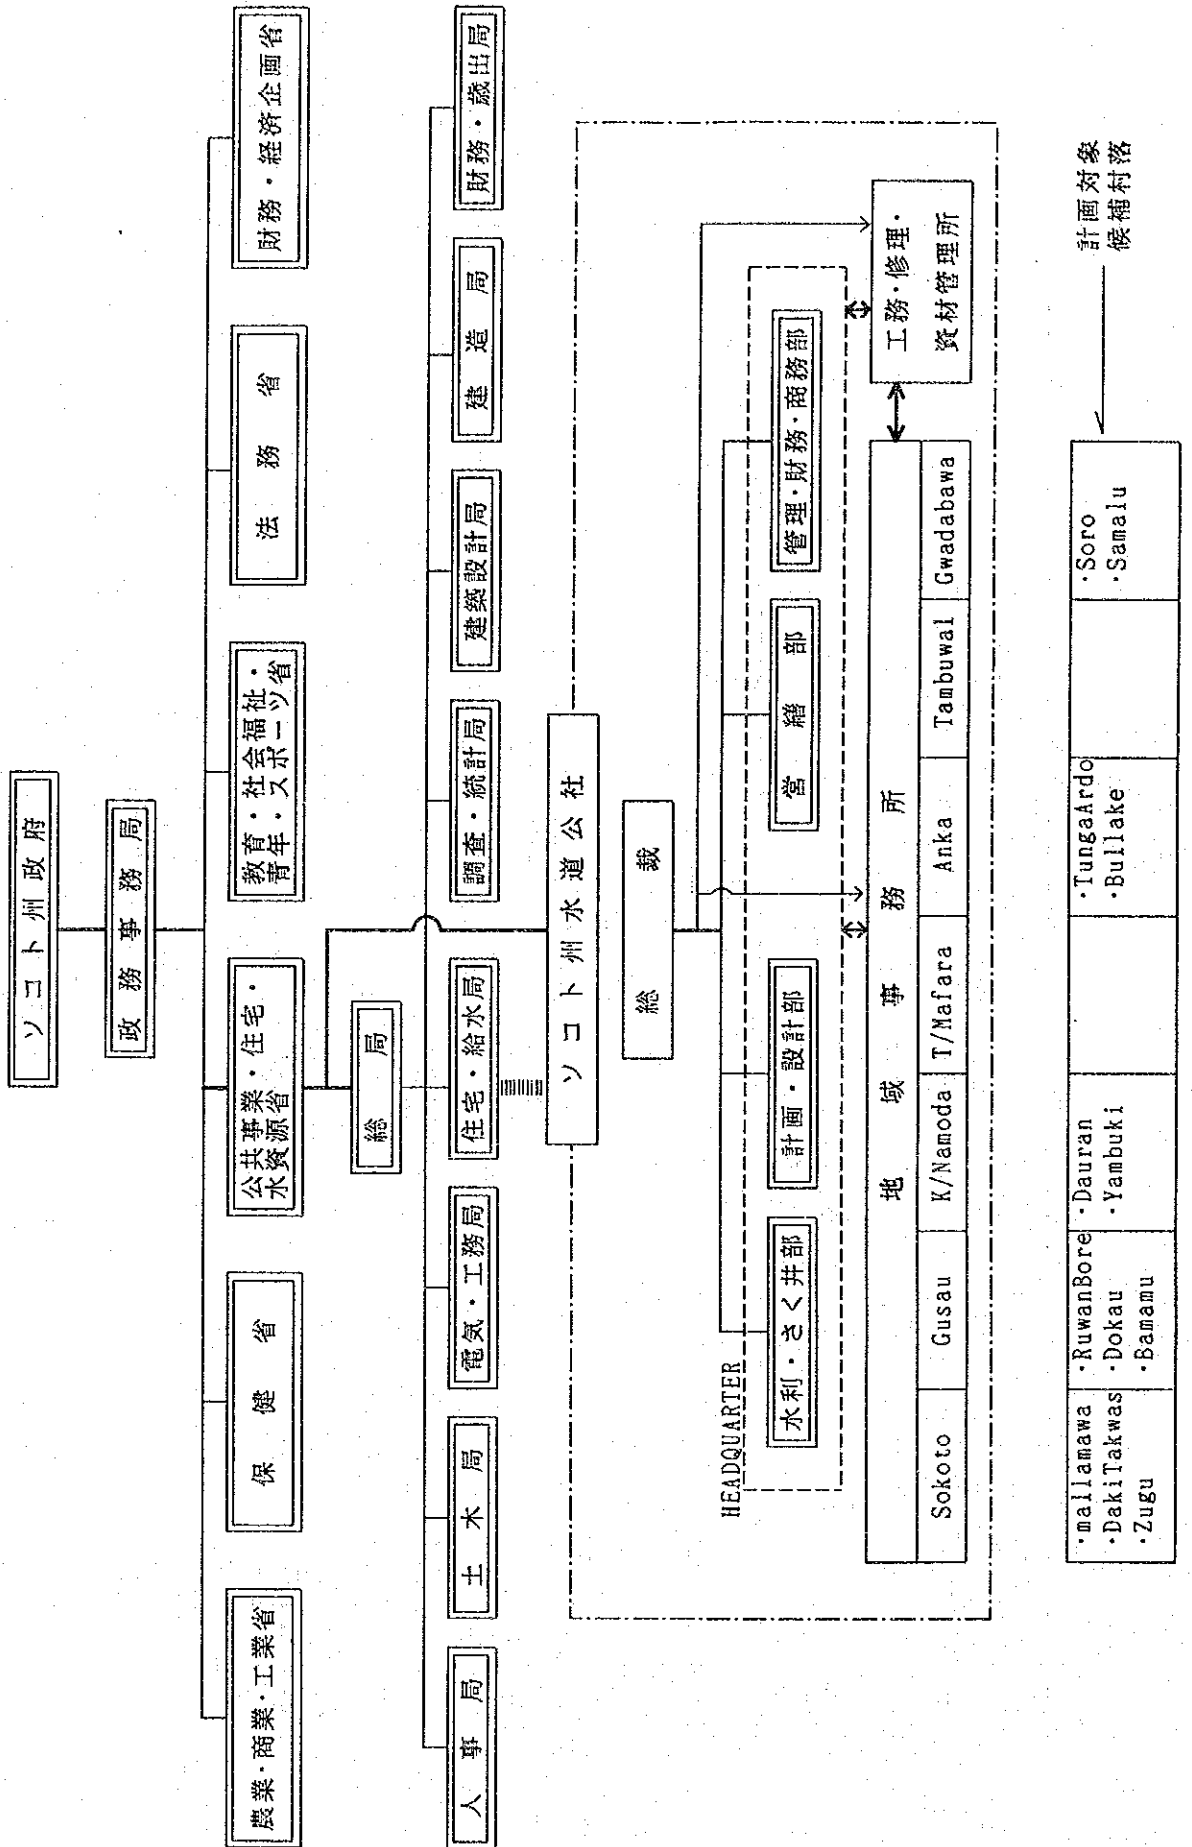 ソコト州政府
政務事務局
農業・商業・工業省
保健省
公共事業・住宅・
水資源省
教育・社会福祉・
青年・スポーツ省
法務省
財務・経済企画省
総局
人事局
土木局
電気・工務局
住宅・給水局
調査・統計局
建築設計局
建造局
財務・歳出局
ソコト州水道公社
総裁
HEADQUARTER
水利・さく井部
計画・設計部
営繕部
管理・財務・商務部
工務・修理・
資材管理所
地域事務所
Sokoto
Gusau
K/Namoda
T/Mafara
Anka
Tambuwal
Gwadabawa
・mallamawa
・DakiTakwas
・Zugu
・RuwanBore
・Dokau
・Bamamu
・Dauran
・Yambuki
・TungaArdo
・Bullake
・Soro
・Samalu
計画対象
候補村落